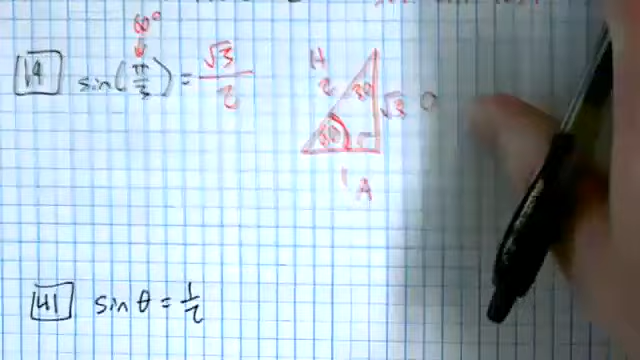 60°
14 sin(π/3) = √3/2
H
2
30
√3 O
60
1
A
41 sin θ = 1/2